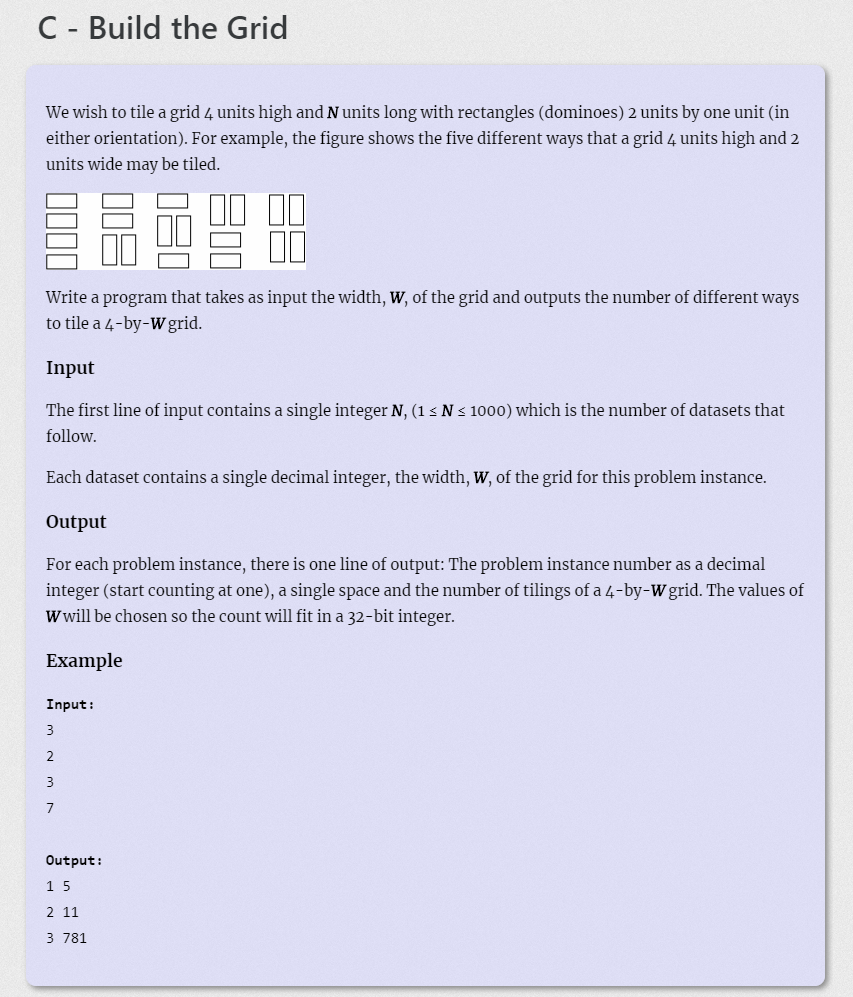 C - Build the Grid
We wish to tile a grid 4 units high and N units long with rectangles (dominoes) 2 units by one unit (in
either orientation). For example, the figure shows the five different ways that a grid 4 units high and 2
units wide may be tiled.
Write a program that takes as input the width, W, of the grid and outputs the number of different ways
to tile a 4-by-W grid.
Input
The first line of input contains a single integer N, (1 ≤ N ≤ 1000) which is the number of datasets that
follow.
Each dataset contains a single decimal integer, the width, W, of the grid for this problem instance.
Output
For each problem instance, there is one line of output: The problem instance number as a decimal
integer (start counting at one), a single space and the number of tilings of a 4-by-W grid. The values of
W will be chosen so the count will fit in a 32-bit integer.
Example
Input:
3
2
3
7
Output:
1 5
2 11
3 781